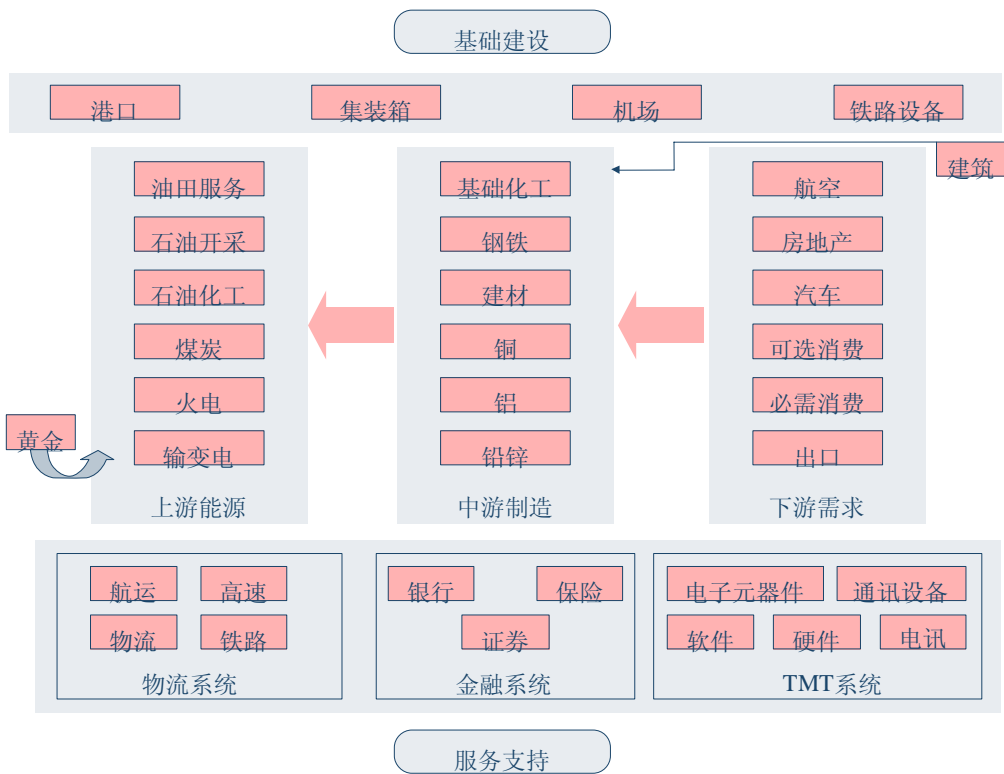 基础建设
港口
集装箱
机场
铁路设备
建筑
油田服务
石油开采
石油化工
煤炭
火电
输变电
上游能源
黄金
基础化工
钢铁
建材
铜
铝
铅锌
中游制造
航空
房地产
汽车
可选消费
必需消费
出口
下游需求
航运
高速
物流
铁路
物流系统
银行
保险
证券
金融系统
电子元器件
通讯设备
软件
硬件
电讯
TMT系统
服务支持